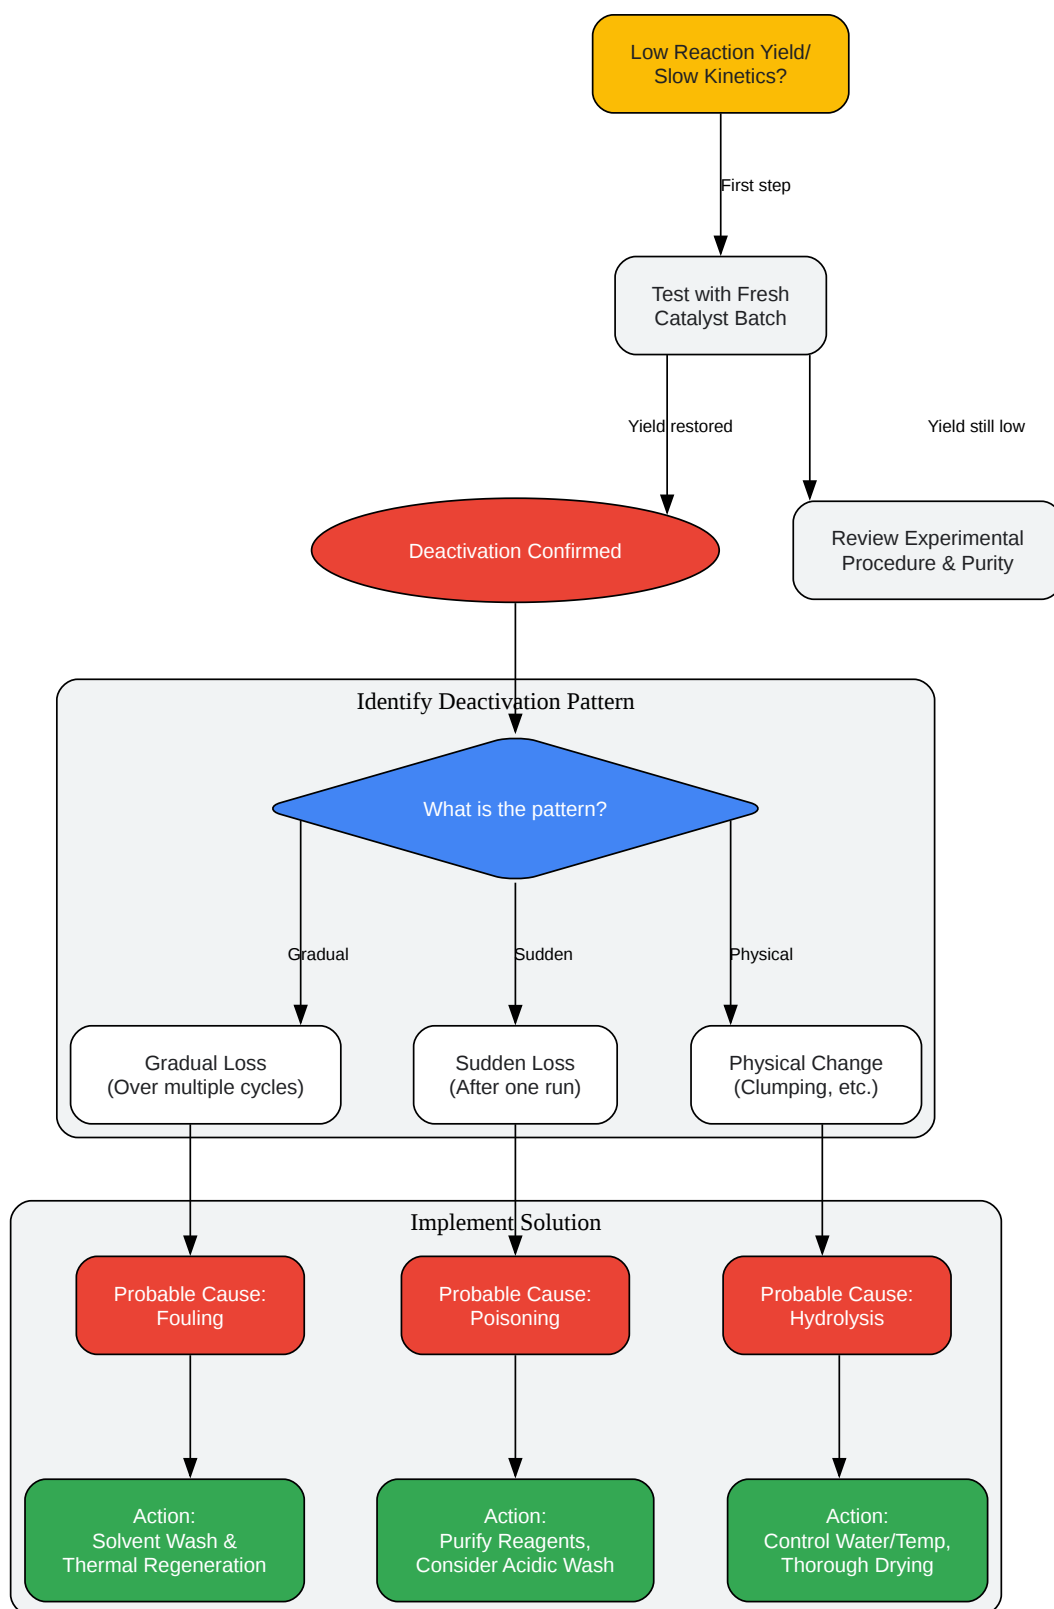 Low Reaction Yield/
Slow Kinetics?
First step
Test with Fresh
Catalyst Batch
Yield restored
Yield still low
Deactivation Confirmed
Review Experimental
Procedure & Purity
Identify Deactivation Pattern
What is the pattern?
Gradual
Sudden
Physical
Gradual Loss
(Over multiple cycles)
Sudden Loss
(After one run)
Physical Change
(Clumping, etc.)
Implement Solution
Probable Cause:
Fouling
Probable Cause:
Poisoning
Probable Cause:
Hydrolysis
Action:
Solvent Wash &
Thermal Regeneration
Action:
Purify Reagents,
Consider Acidic Wash
Action:
Control Water/Temp,
Thorough Drying